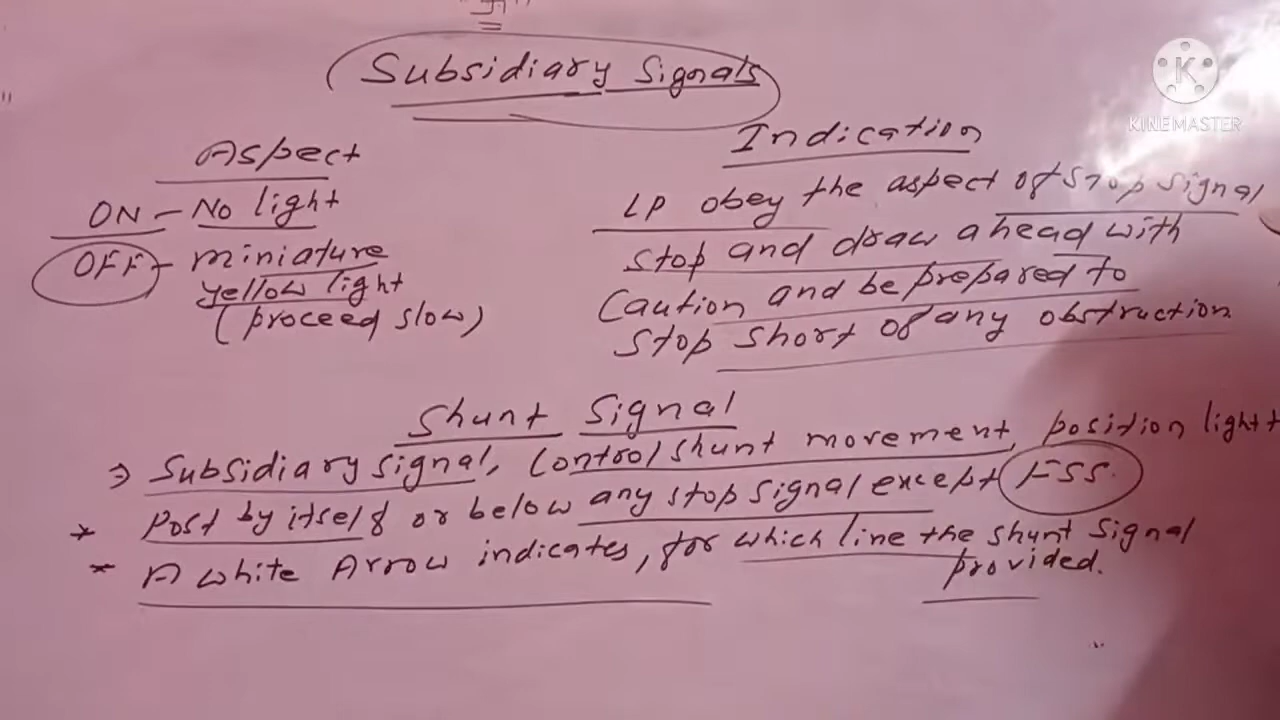 Subsidiary Signals
KINEMASTER
Aspect
Indication
ON - No light
LP obey the aspect of Stop Signal
OFF - miniature
yellow light
(proceed slow)
Stop and draw ahead with
Caution and be prepared to
Stop short of any obstruction
Shunt Signal
⇒ Subsidiary signal, Control shunt movement, position light
* Post by itself or below any stop signal except FSS.
* A white Arrow indicates, for which line the shunt signal
provided.